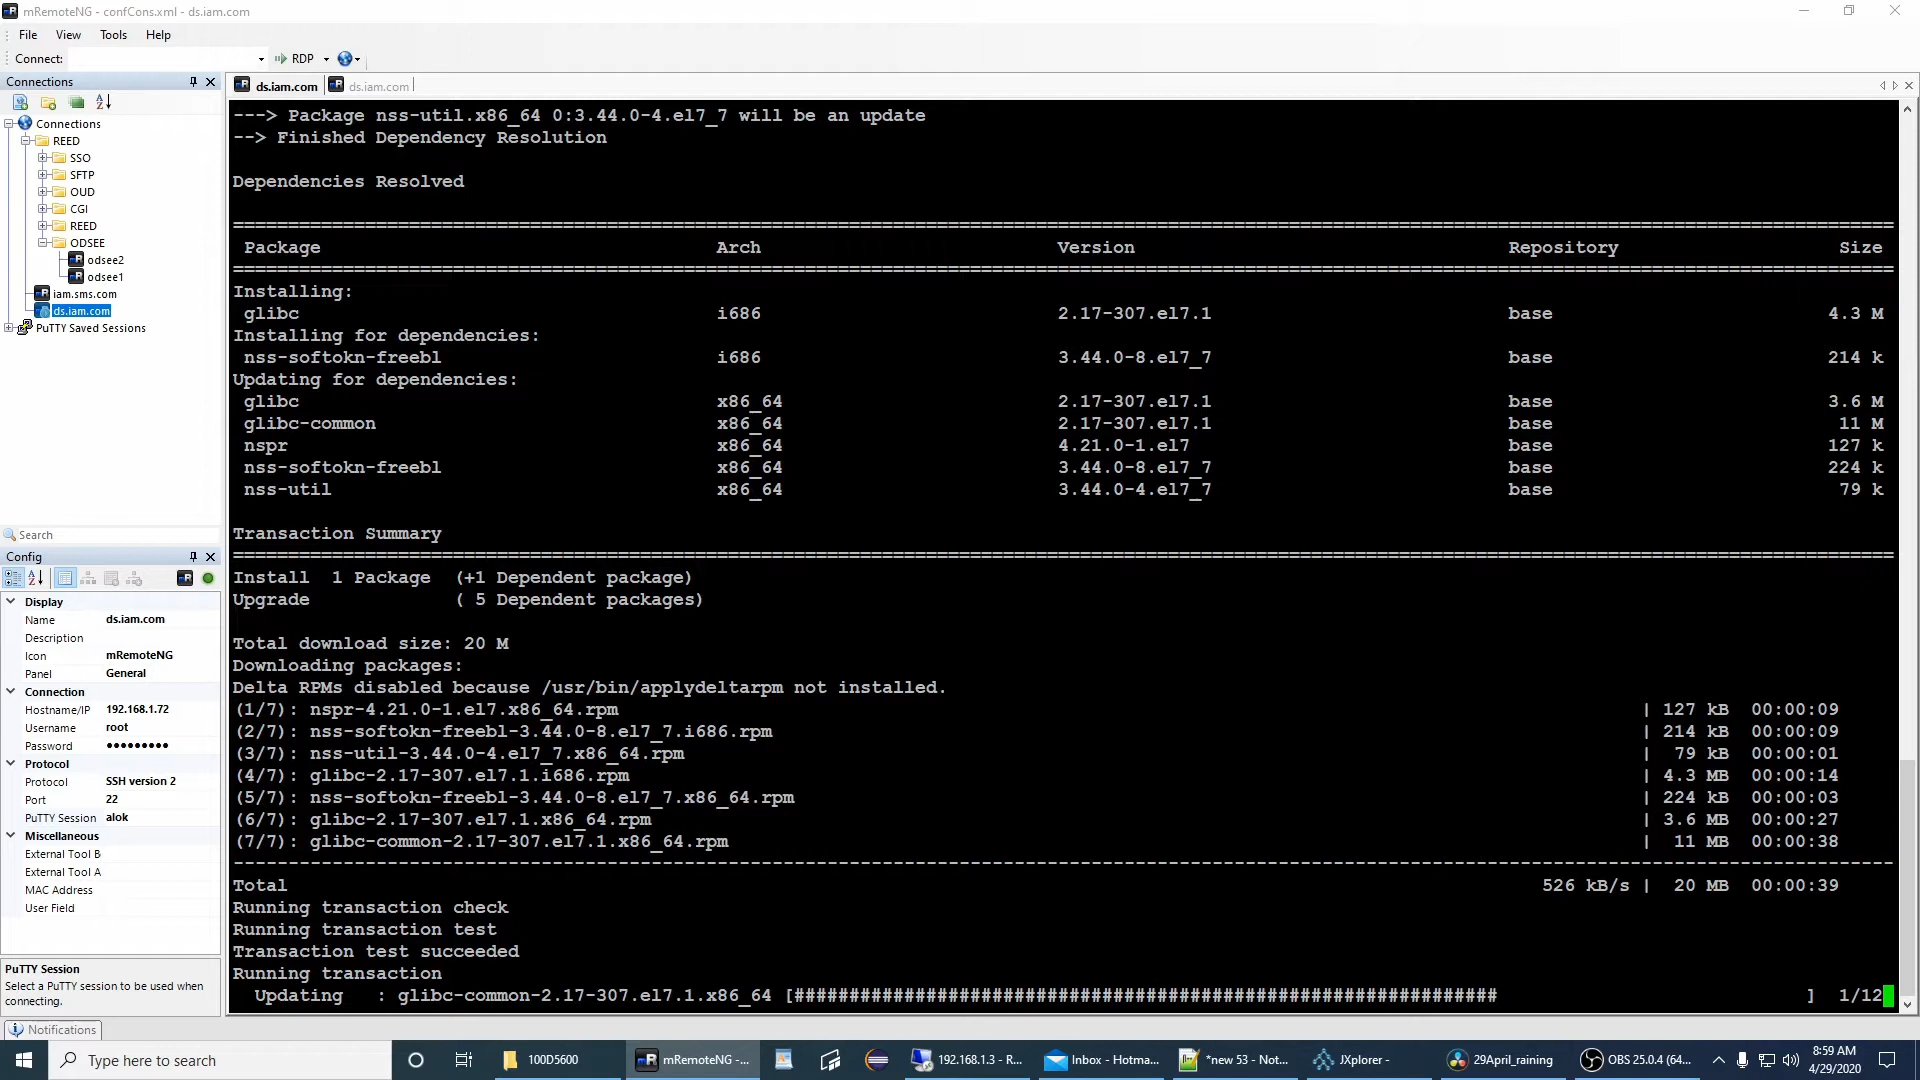 mRemoteNG - confCons.xml - ds.iam.com
File View Tools Help
Connect: RDP
Connections
ds.iam.com
ds.iam.com
Connections
REED
SSO
SFTP
OUD
CGI
REED
ODSEE
odsee2
odsee1
iam.sms.com
ds.iam.com
PuTTY Saved Sessions
Search
Config
Display
Name ds.iam.com
Description
Icon mRemoteNG
Panel General
Connection
Hostname/IP 192.168.1.72
Username root
Password ●●●●●●●●●
Protocol
Protocol SSH version 2
Port 22
PuTTY Session alok
Miscellaneous
External Tool B
External Tool A
MAC Address
User Field
PuTTY Session
Select a PuTTY session to be used when
connecting.
Notifications
---> Package nss-util.x86_64 0:3.44.0-4.el7_7 will be an update
--> Finished Dependency Resolution
Dependencies Resolved
Package Arch Version Repository Size
Installing:
glibc i686 2.17-307.el7.1 base 4.3 M
Installing for dependencies:
nss-softokn-freebl i686 3.44.0-8.el7_7 base 214 k
Updating for dependencies:
glibc x86_64 2.17-307.el7.1 base 3.6 M
glibc-common x86_64 2.17-307.el7.1 base 11 M
nspr x86_64 4.21.0-1.el7 base 127 k
nss-softokn-freebl x86_64 3.44.0-8.el7_7 base 224 k
nss-util x86_64 3.44.0-4.el7_7 base 79 k
Transaction Summary
Install 1 Package (+1 Dependent package)
Upgrade ( 5 Dependent packages)
Total download size: 20 M
Downloading packages:
Delta RPMs disabled because /usr/bin/applydeltarpm not installed.
(1/7): nspr-4.21.0-1.el7.x86_64.rpm | 127 kB 00:00:09
(2/7): nss-softokn-freebl-3.44.0-8.el7_7.i686.rpm | 214 kB 00:00:09
(3/7): nss-util-3.44.0-4.el7_7.x86_64.rpm | 79 kB 00:00:01
(4/7): glibc-2.17-307.el7.1.i686.rpm | 4.3 MB 00:00:14
(5/7): nss-softokn-freebl-3.44.0-8.el7_7.x86_64.rpm | 224 kB 00:00:03
(6/7): glibc-2.17-307.el7.1.x86_64.rpm | 3.6 MB 00:00:27
(7/7): glibc-common-2.17-307.el7.1.x86_64.rpm | 11 MB 00:00:38
Total 526 kB/s | 20 MB 00:00:39
Running transaction check
Running transaction test
Transaction test succeeded
Running transaction
Updating : glibc-common-2.17-307.el7.1.x86_64 [################################################################ ] 1/12
Type here to search
100D5600
mRemoteNG -...
192.168.1.3 - R...
Inbox - Hotma...
*new 53 - Not...
JXplorer -
29April_raining
OBS 25.0.4 (64...
8:59 AM
4/29/2020